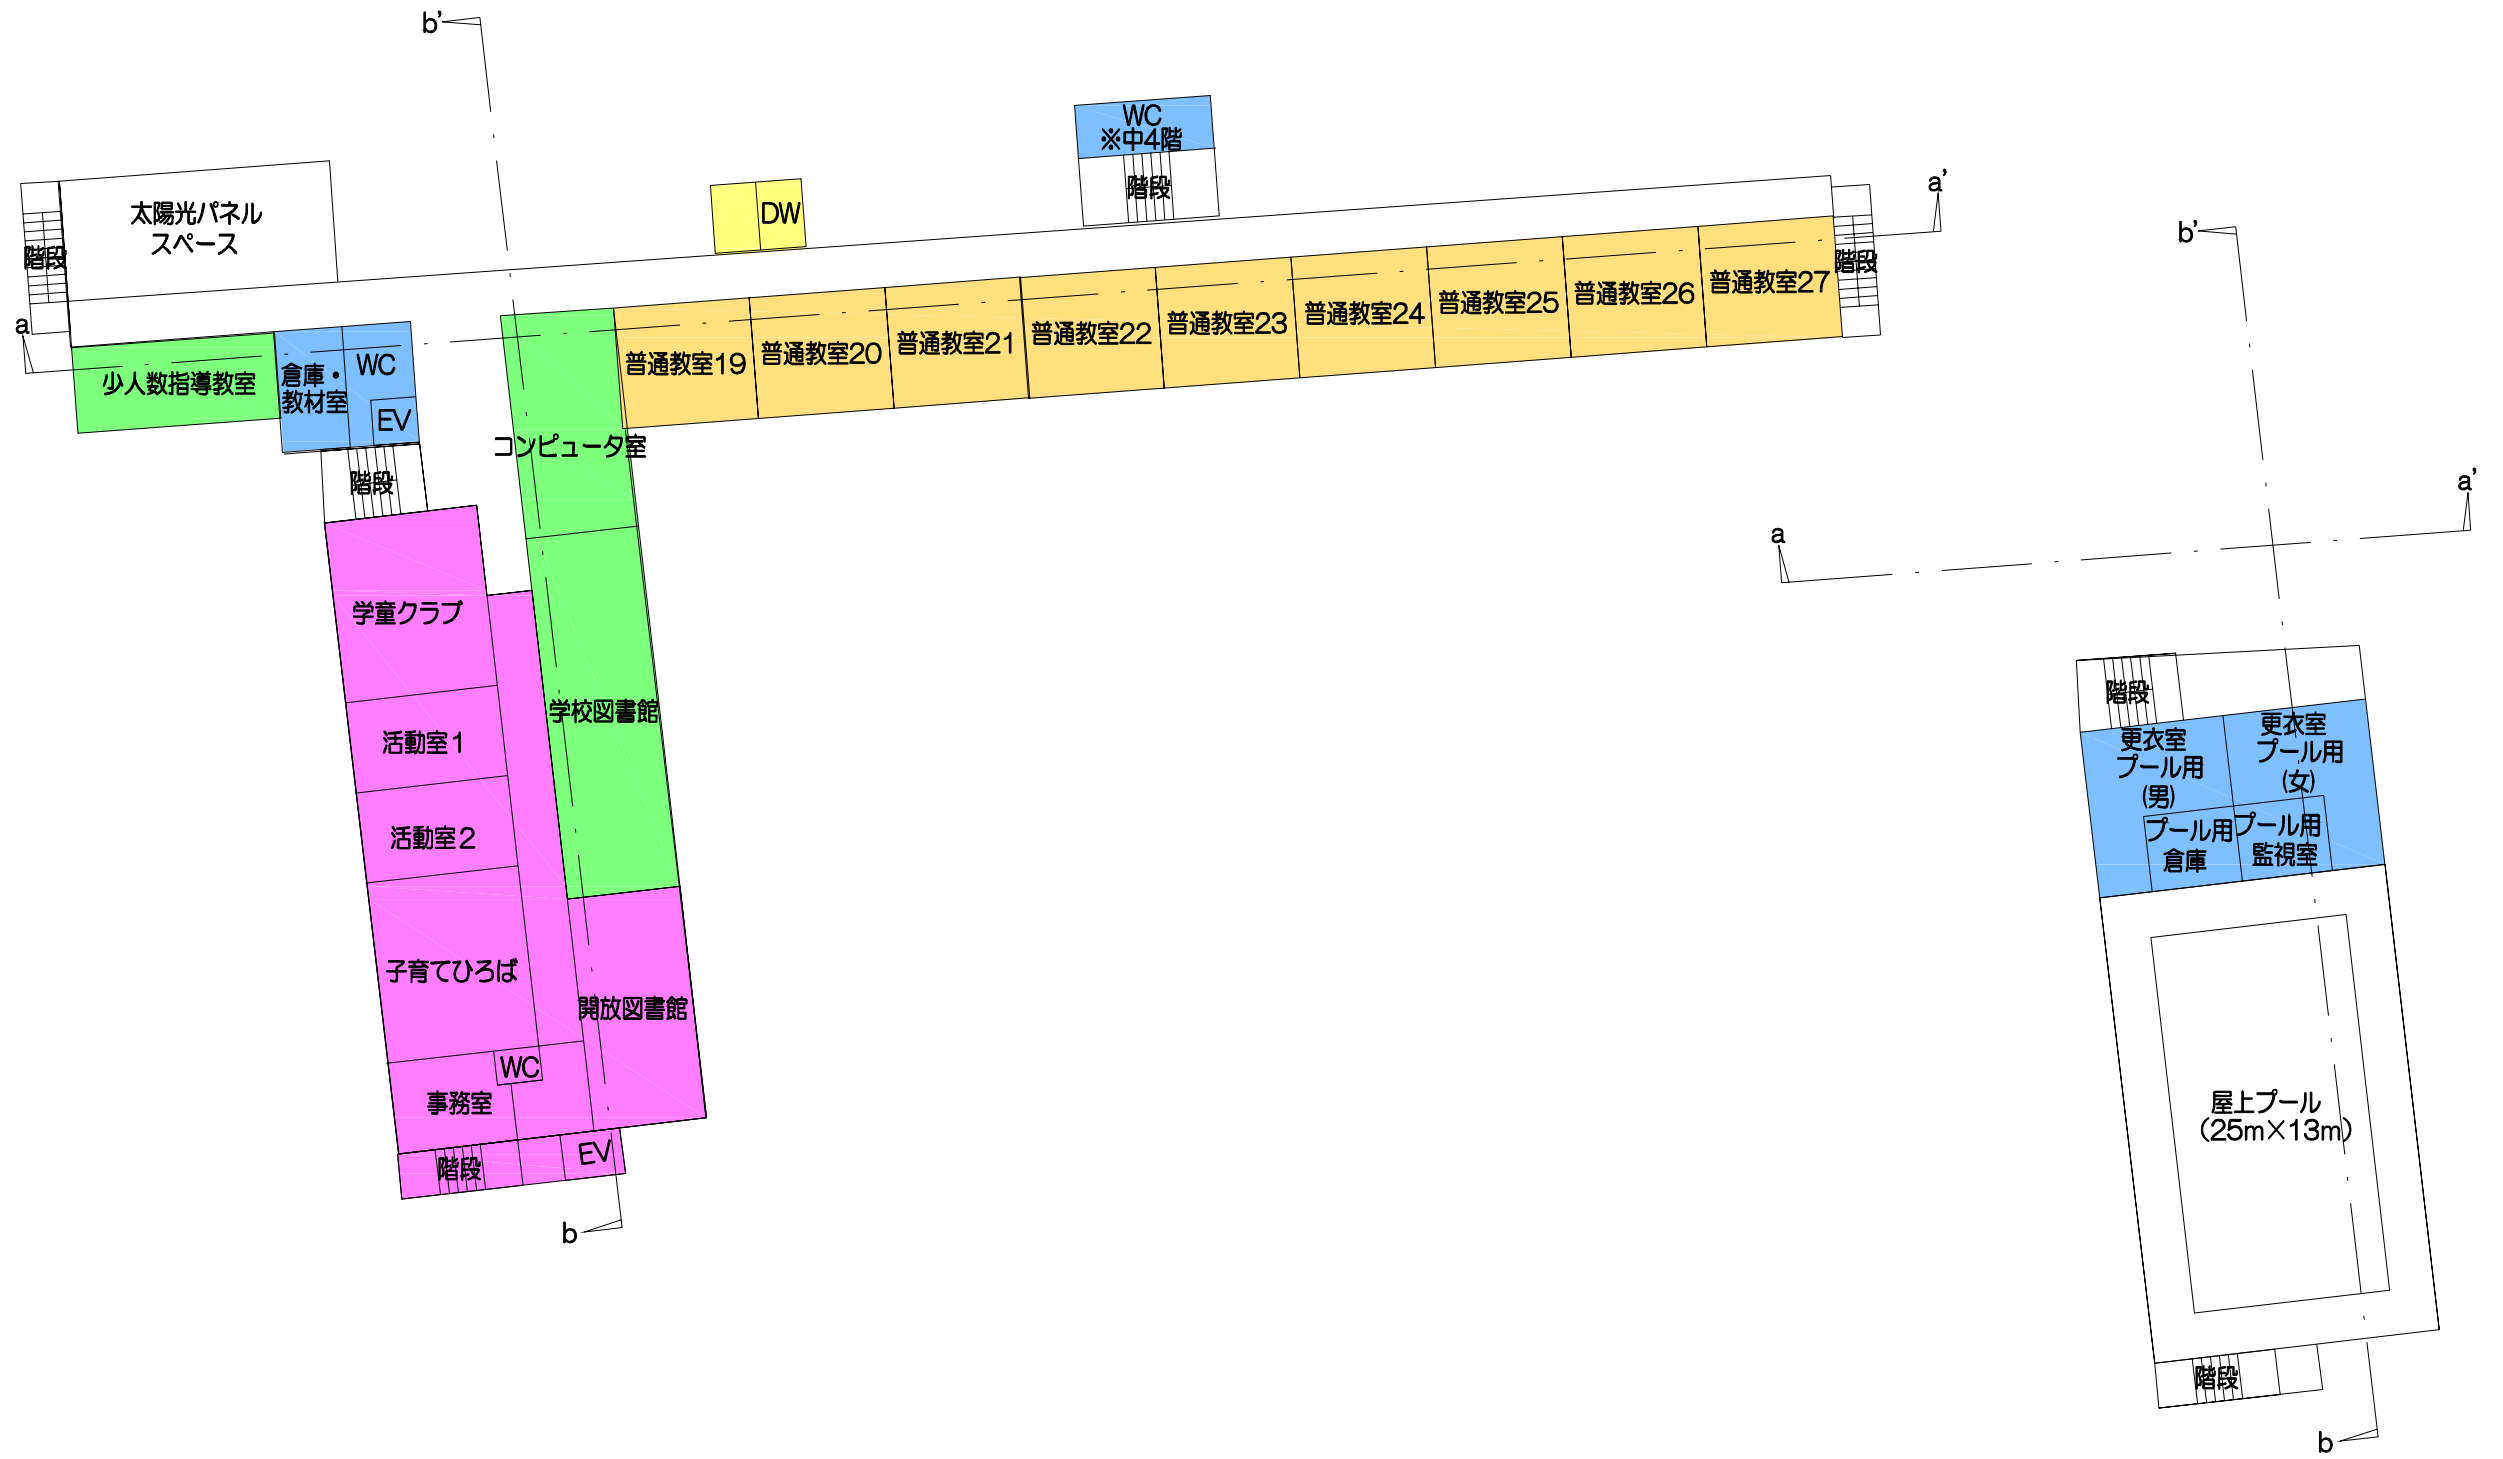 b’
WC
※中4階
階段
a’
太陽光パネル
スペース
DW
階段
階段
a
少人数指導教室
倉庫・
教材室
WC
EV
階段
コンピュータ室
普通教室19
普通教室20
普通教室21
普通教室22
普通教室23
普通教室24
普通教室25
普通教室26
普通教室27
学童クラブ
活動室1
活動室2
子育てひろば
学校図書館
開放図書館
WC
事務室
階段
EV
b
b’
a’
a
階段
更衣室
プール用
(男)
更衣室
プール用
(女)
プール用
倉庫
プール用
監視室
屋上プール
(25m×13m)
階段
b